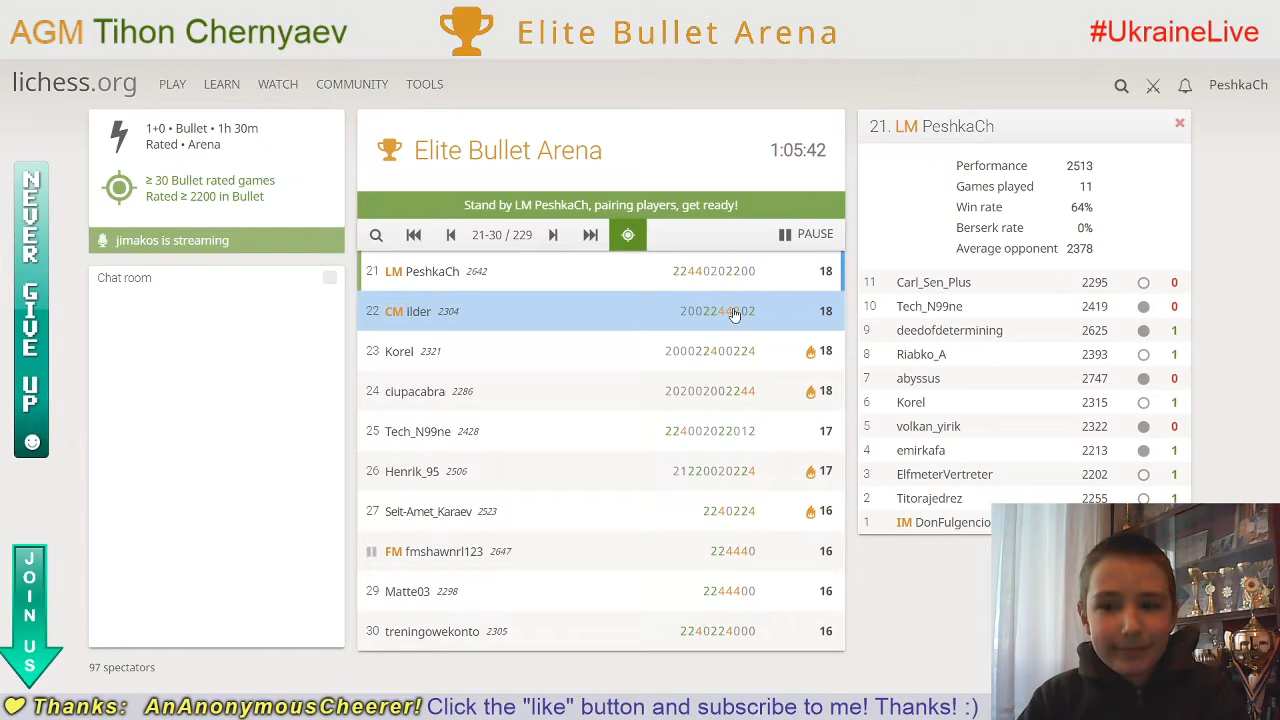 AGM Tihon Chernyaev
Elite Bullet Arena
#UkraineLive
lichess.org
PLAY
LEARN
WATCH
COMMUNITY
TOOLS
PeshkaCh
NEVER GIVE UP
JOIN US
1+0 • Bullet • 1h 30m
Rated • Arena
≥ 30 Bullet rated games
Rated ≥ 2200 in Bullet
jimakos is streaming
Chat room
97 spectators
Elite Bullet Arena 1:05:42
Stand by LM PeshkaCh, pairing players, get ready!
21-30 / 229 PAUSE
21 LM PeshkaCh 2642 22440202200 18
22 CM ilder 2304 18
23 Korel 2321 20002400224 18
24 ciupacabra 2286 202002002244 18
25 Tech_N99ne 2428 224002022012 17
26 Henrik_95 2506 21220020224 17
27 Seit-Amet_Karaev 2523 2240224 16
FM fmshawnrl123 2647 224440 16
29 Matte03 2298 2244400 16
30 treningowekonto 2305 2240224000 16
21. LM PeshkaCh
Performance 2513
Games played 11
Win rate 64%
Berserk rate 0%
Average opponent 2378
11 Carl_Sen_Plus 2295 0
10 Tech_N99ne 2419 0
9 deedofdetermining 2625 1
8 Riabko_A 2393 1
7 abyssus 2747 0
6 Korel 2315 1
5 volkan_yirik 2322 0
4 emirkafa 2213 1
3 ElfmeterVertreter 2202 1
2 Titorajedrez 2255 1
1 IM DonFulgencio
Thanks: AnAnonymousCheerer! Click the "like" button and subscribe to me! Thanks! :)